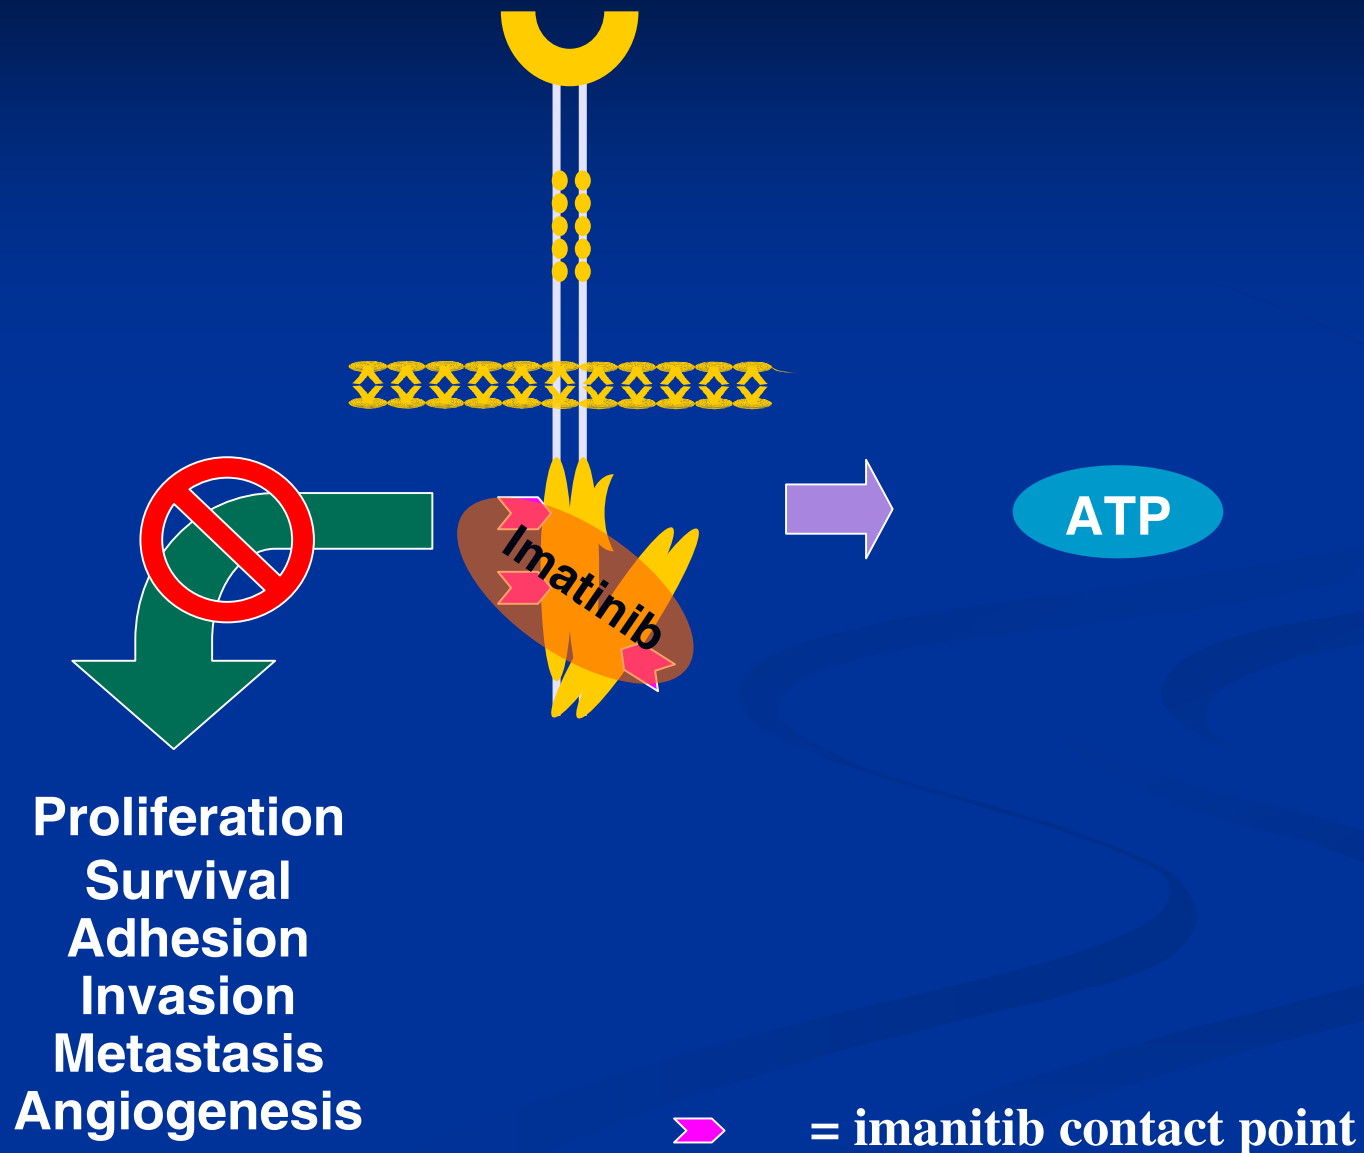 ATP
Imatinib
Proliferation
Survival
Adhesion
Invasion
Metastasis
Angiogenesis
= imanitib contact point